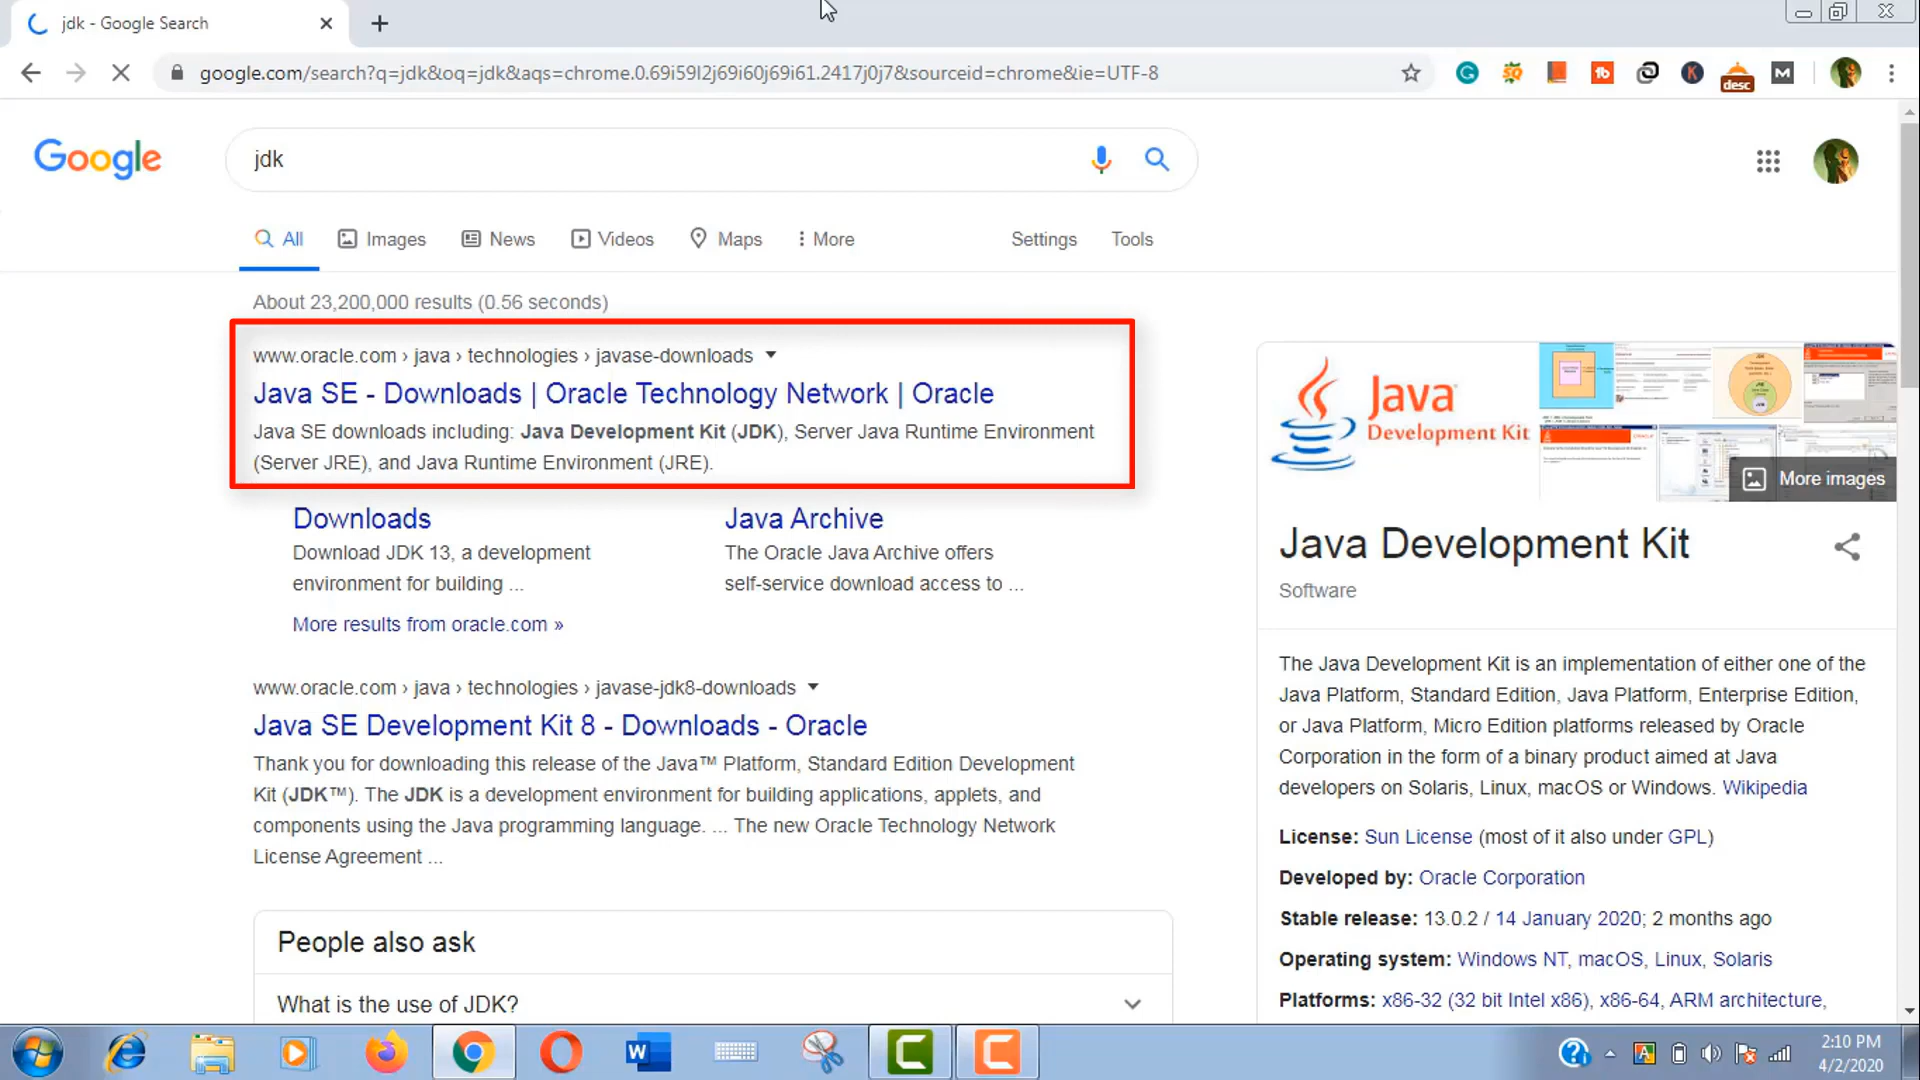 jdk - Google Search
google.com/search?q=jdk&oq=jdk&aqs=chrome.0.69i59l2j69i60j69i61.2417j0j7&sourceid=chrome&ie=UTF-8
desc
Google
jdk
All Images News Videos Maps More Settings Tools
About 23,200,000 results (0.56 seconds)
www.oracle.com › java › technologies › javase-downloads
Java SE - Downloads | Oracle Technology Network | Oracle
Java SE downloads including: Java Development Kit (JDK), Server Java Runtime Environment
(Server JRE), and Java Runtime Environment (JRE).
Downloads
Download JDK 13, a development
environment for building ...
Java Archive
The Oracle Java Archive offers
self-service download access to ...
More results from oracle.com »
www.oracle.com › java › technologies › javase-jdk8-downloads
Java SE Development Kit 8 - Downloads - Oracle
Thank you for downloading this release of the Java™ Platform, Standard Edition Development
Kit (JDK™). The JDK is a development environment for building applications, applets, and
components using the Java programming language. ... The new Oracle Technology Network
License Agreement ...
People also ask
What is the use of JDK?
Java
Development Kit
More images
Java Development Kit
Software
The Java Development Kit is an implementation of either one of the
Java Platform, Standard Edition, Java Platform, Enterprise Edition,
or Java Platform, Micro Edition platforms released by Oracle
Corporation in the form of a binary product aimed at Java
developers on Solaris, Linux, macOS or Windows. Wikipedia
License: Sun License (most of it also under GPL)
Developed by: Oracle Corporation
Stable release: 13.0.2 / 14 January 2020; 2 months ago
Operating system: Windows NT, macOS, Linux, Solaris
Platforms: x86-32 (32 bit Intel x86), x86-64, ARM architecture,
2:10 PM
4/2/2020